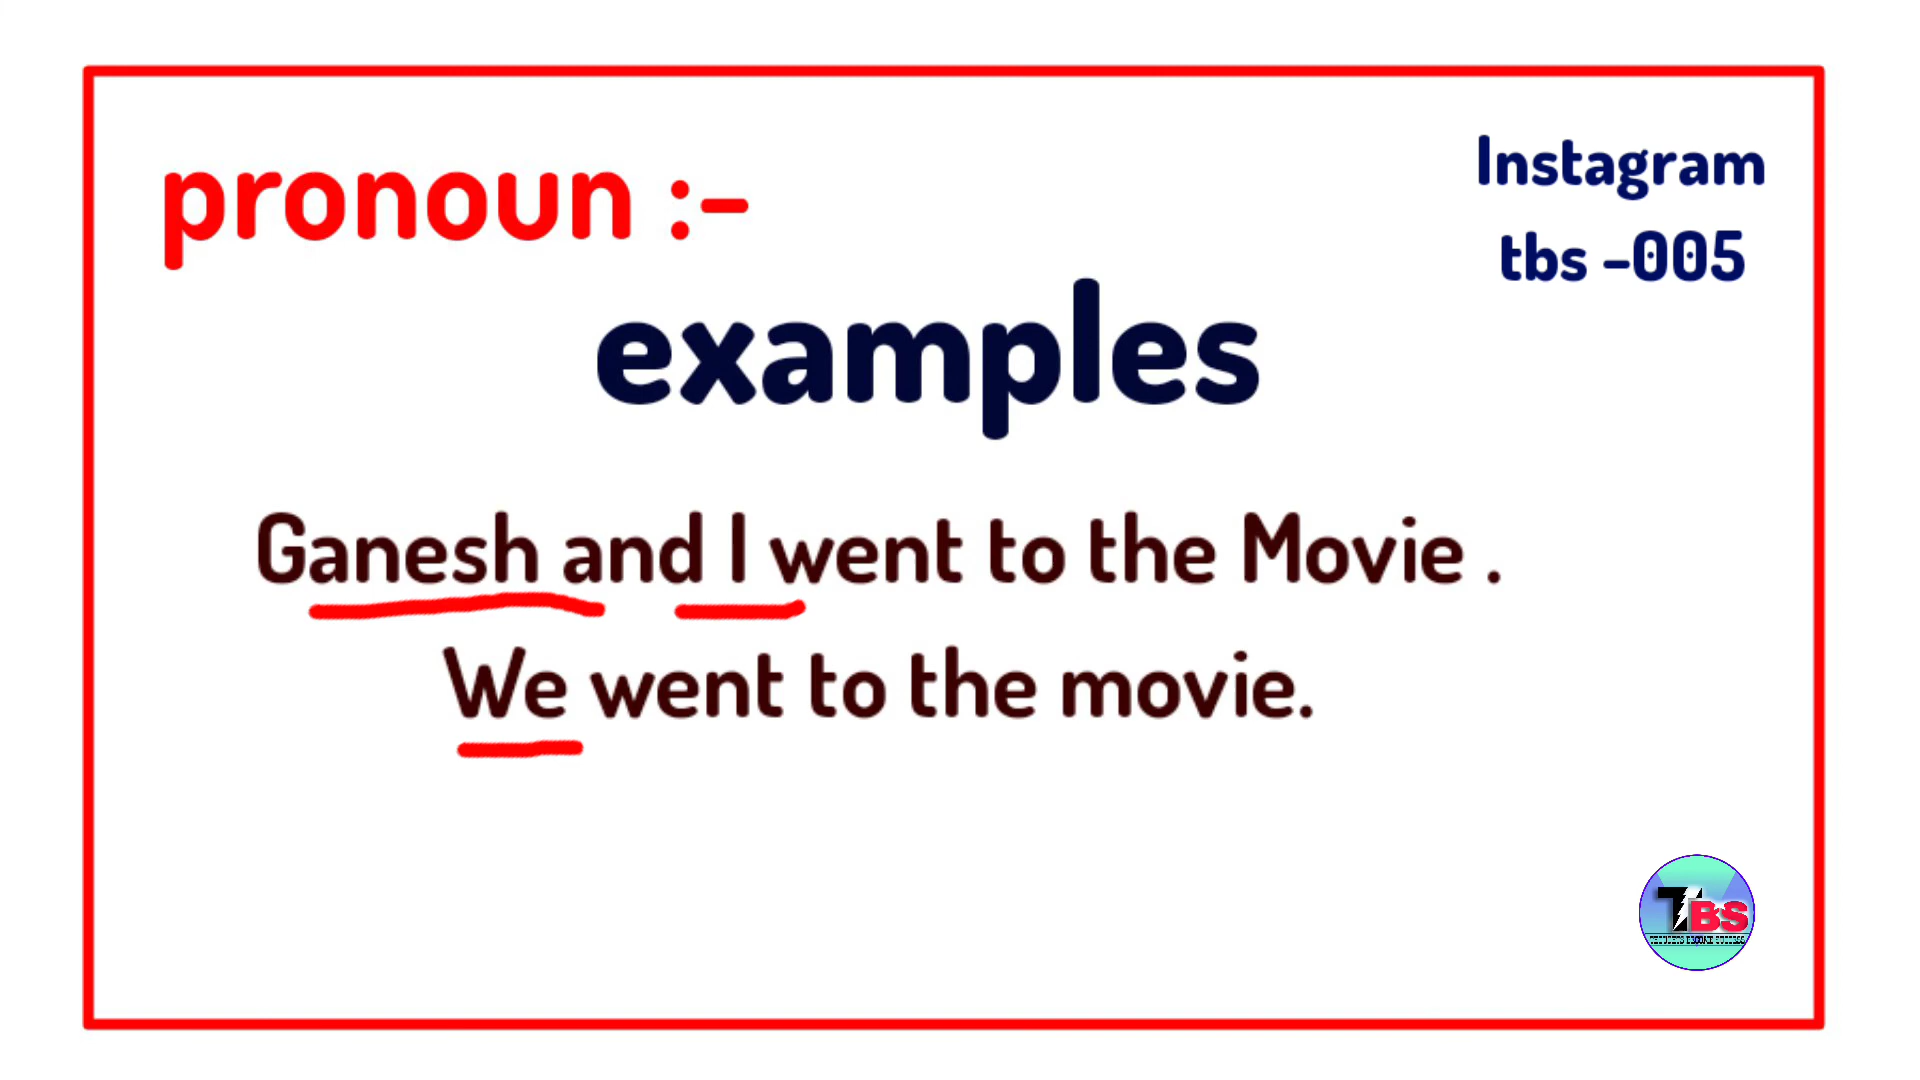 pronoun :-
Instagram
tbs -005
examples
Ganesh and I went to the Movie .
We went to the movie.
TBS